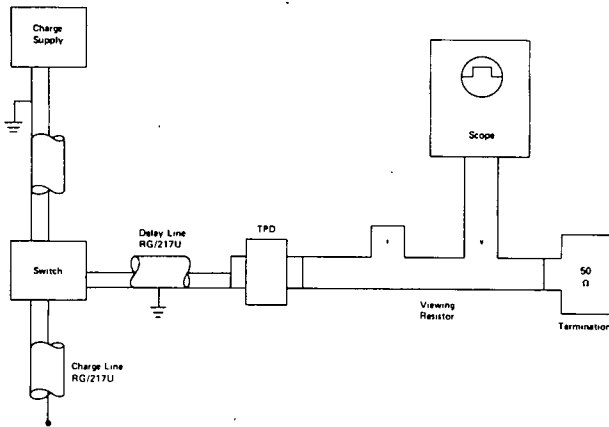 Charge
Supply
Scope
Delay Line
RG/217U
TPD
Switch
50
Ω
Viewing
Resistor
Termination
Charge Line
RG/217U